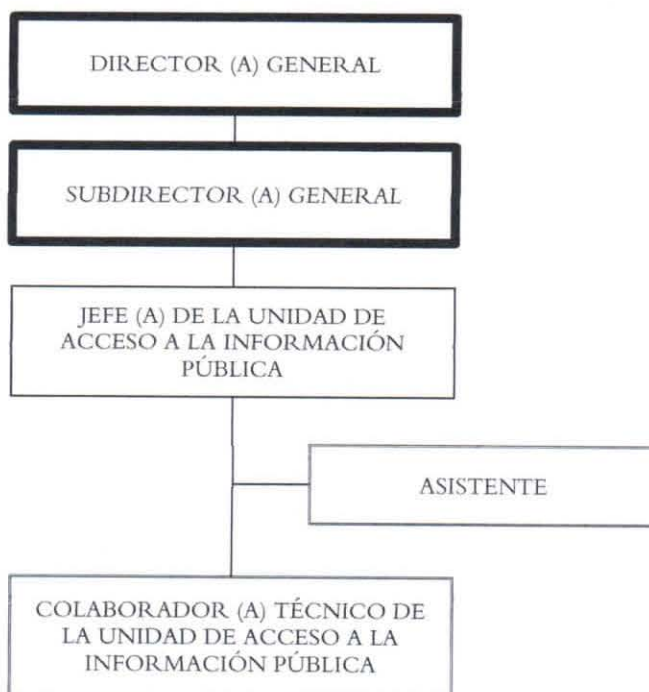 DIRECTOR (A) GENERAL
SUBDIRECTOR (A) GENERAL
JEFE (A) DE LA UNIDAD DE
ACCESO A LA INFORMACIÓN
PÚBLICA
ASISTENTE
COLABORADOR (A) TÉCNICO DE
LA UNIDAD DE ACCESO A LA
INFORMACIÓN PÚBLICA